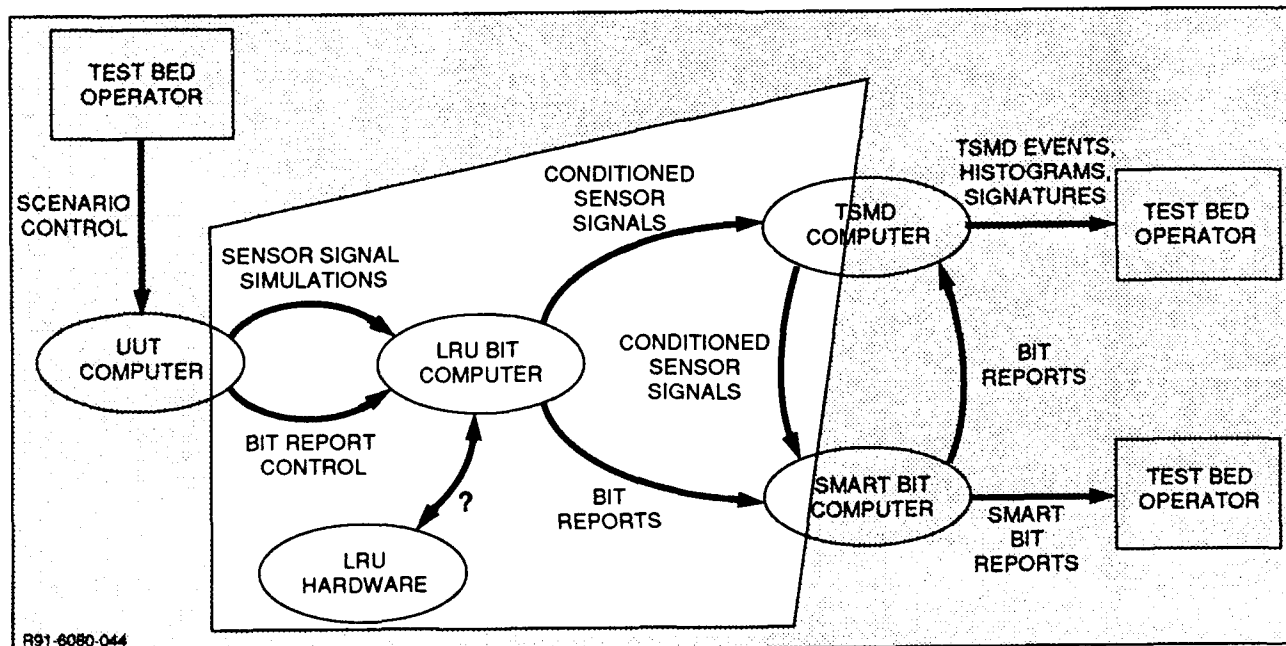 TEST BED
OPERATOR
SCENARIO
CONTROL
UUT
COMPUTER
SENSOR SIGNAL
SIMULATIONS
BIT REPORT
CONTROL
LRU BIT
COMPUTER
?
LRU
HARDWARE
CONDITIONED
SENSOR
SIGNALS
BIT
REPORTS
TSMD
COMPUTER
CONDITIONED
SENSOR
SIGNALS
SMART BIT
COMPUTER
TSMD EVENTS,
HISTOGRAMS,
SIGNATURES
TEST BED
OPERATOR
BIT
REPORTS
SMART
BIT
REPORTS
TEST BED
OPERATOR
R91-6080-044